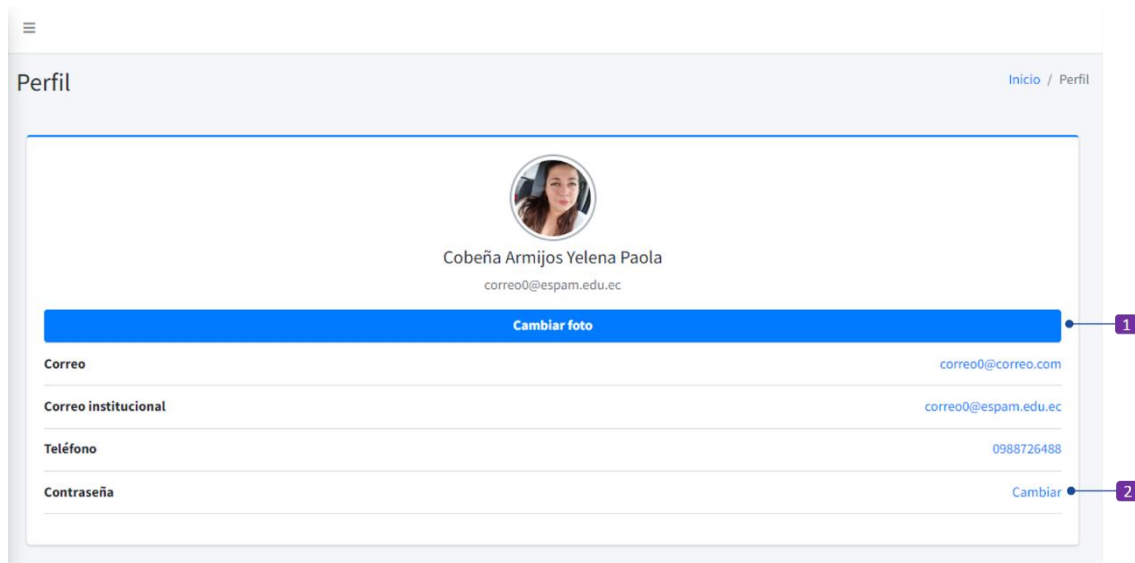 Perfil
Inicio / Perfil
Cobeña Armijos Yelena Paola
correo0@espam.edu.ec
Cambiar foto
1
Correo
correo0@correo.com
Correo institucional
correo0@espam.edu.ec
Teléfono
0988726488
Contraseña
Cambiar
2